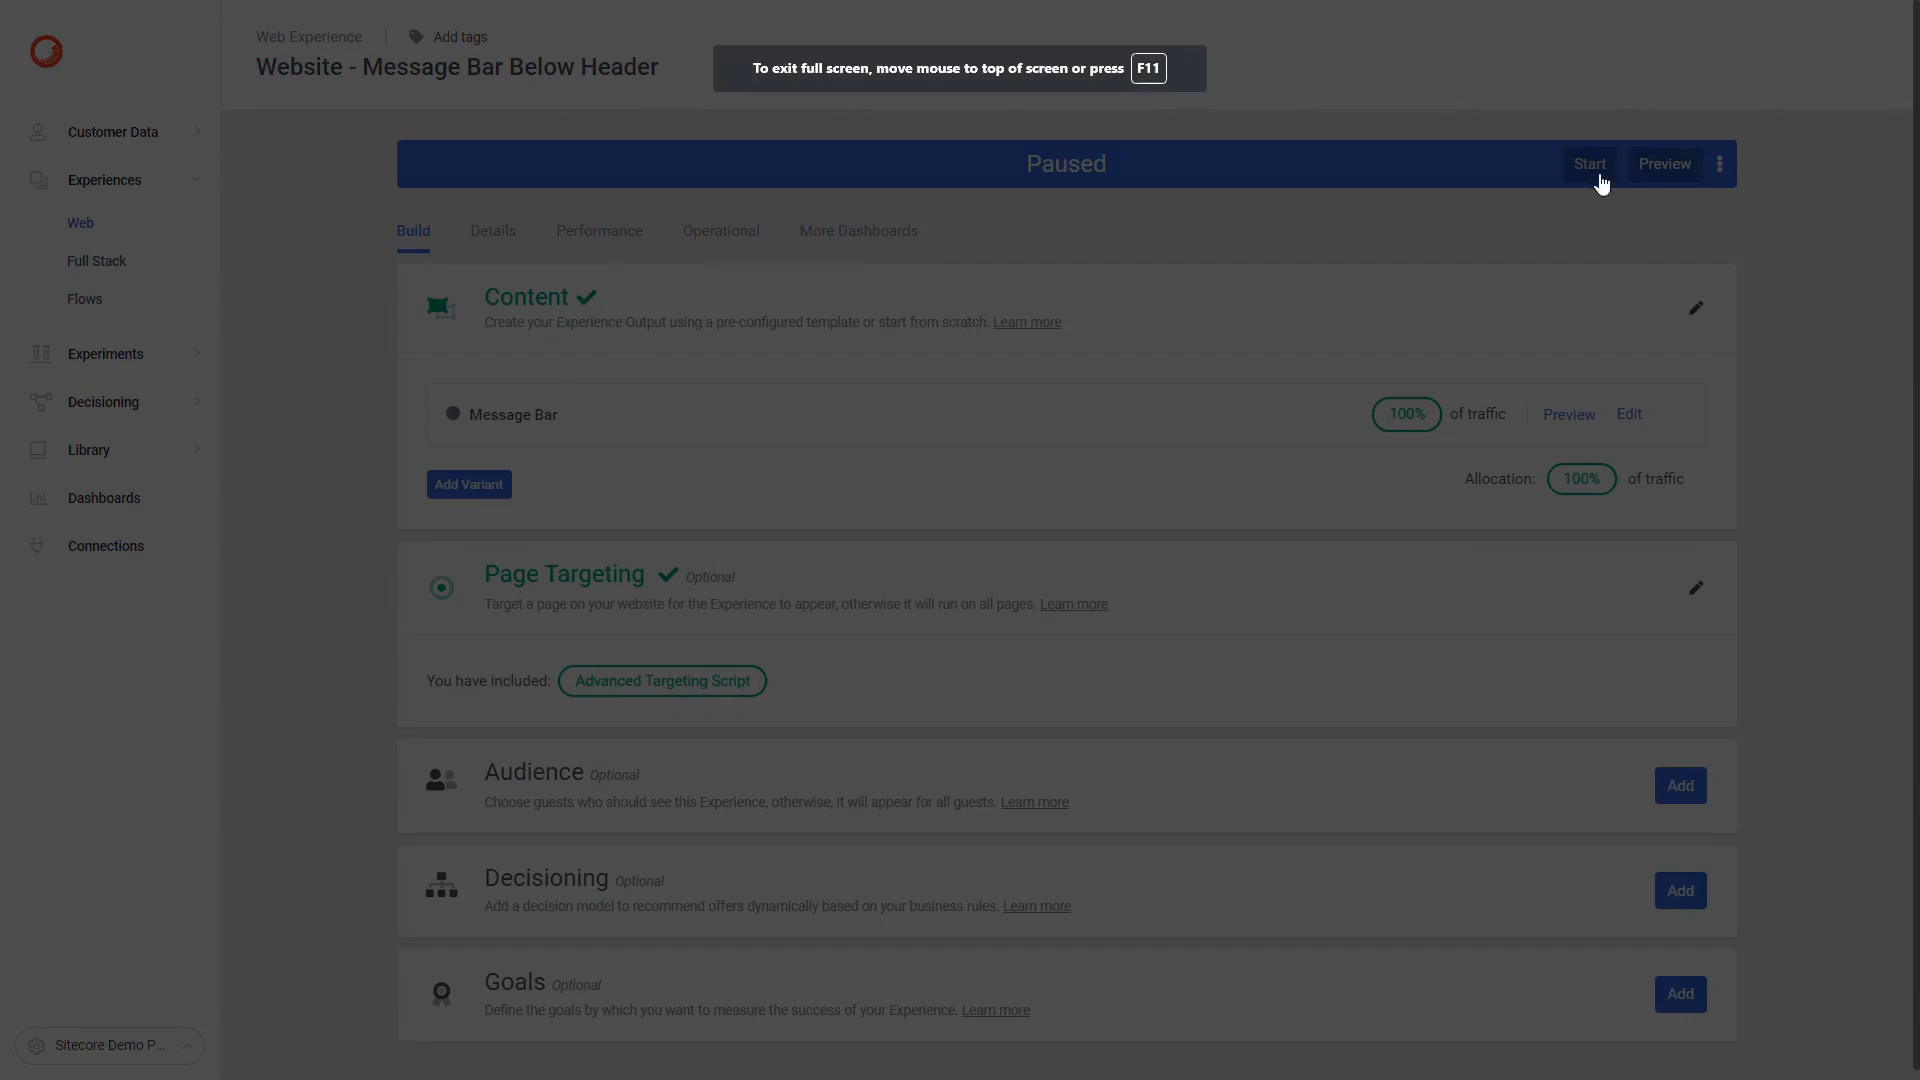 Web Experience
Add tags
Website - Message Bar Below Header
To exit full screen, move mouse to top of screen or press F11
Customer Data
Experiences
Web
Full Stack
Flows
Experiments
Decisioning
Library
Dashboards
Connections
Sitecore Demo P...
Paused
Start
Preview
Build
Details
Performance
Operational
More Dashboards
Content
Create your Experience Output using a pre-configured template or start from scratch. Learn more
Message Bar
100% of traffic
Preview
Edit
Add Variant
Allocation: 100% of traffic
Page Targeting Optional
Target a page on your website for the Experience to appear, otherwise it will run on all pages. Learn more
You have included: Advanced Targeting Script
Audience Optional
Choose guests who should see this Experience, otherwise, it will appear for all guests. Learn more
Add
Decisioning Optional
Add a decision model to recommend offers dynamically based on your business rules. Learn more
Add
Goals Optional
Define the goals by which you want to measure the success of your Experience. Learn more
Add